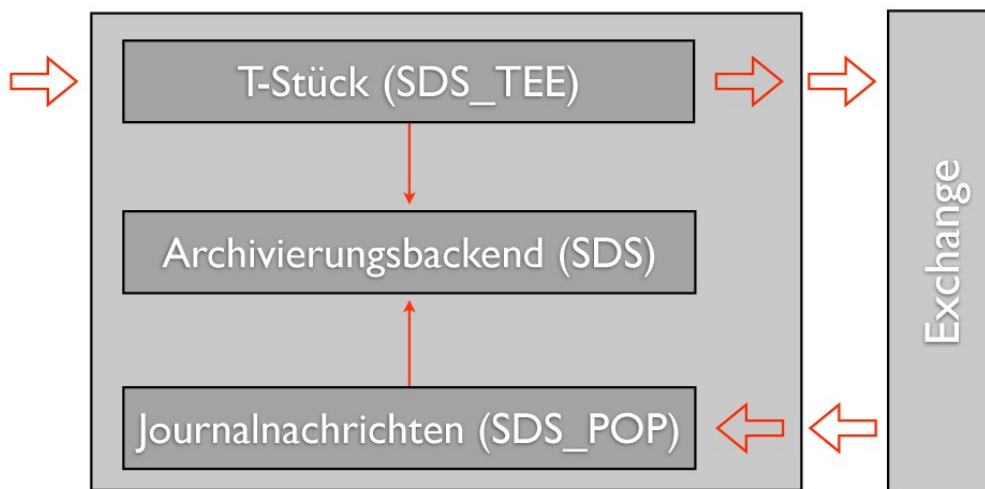 T-Stück (SDS_TEE)
Archivierungsbackend (SDS)
Journalnachrichten (SDS_POP)
Exchange